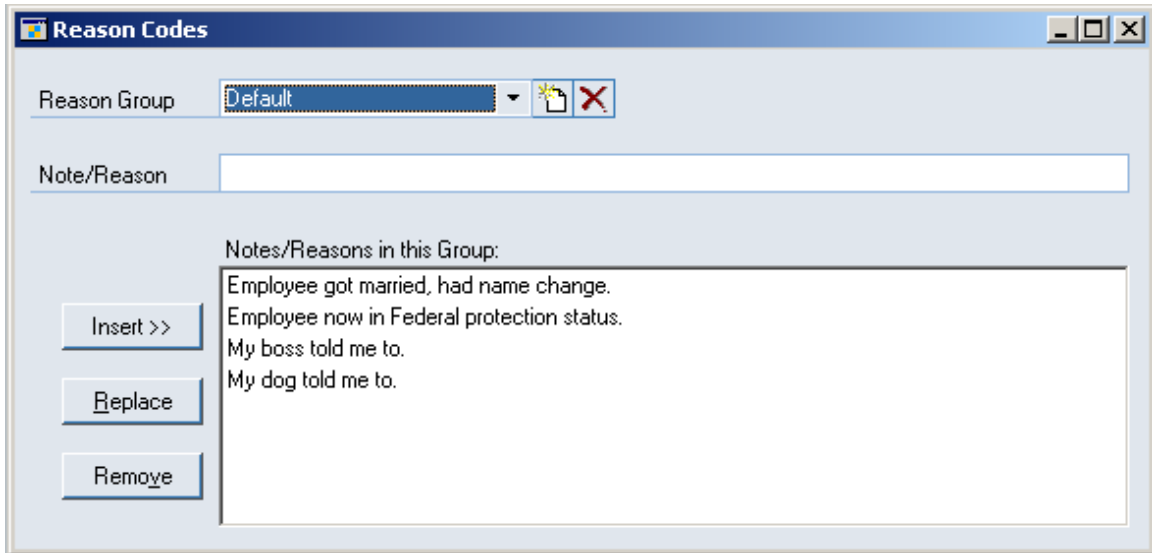 Reason Codes
Reason Group
Default
Note/Reason
Notes/Reasons in this Group:
Employee got married, had name change.
Employee now in Federal protection status.
My boss told me to.
My dog told me to.
Insert >>
Replace
Remove